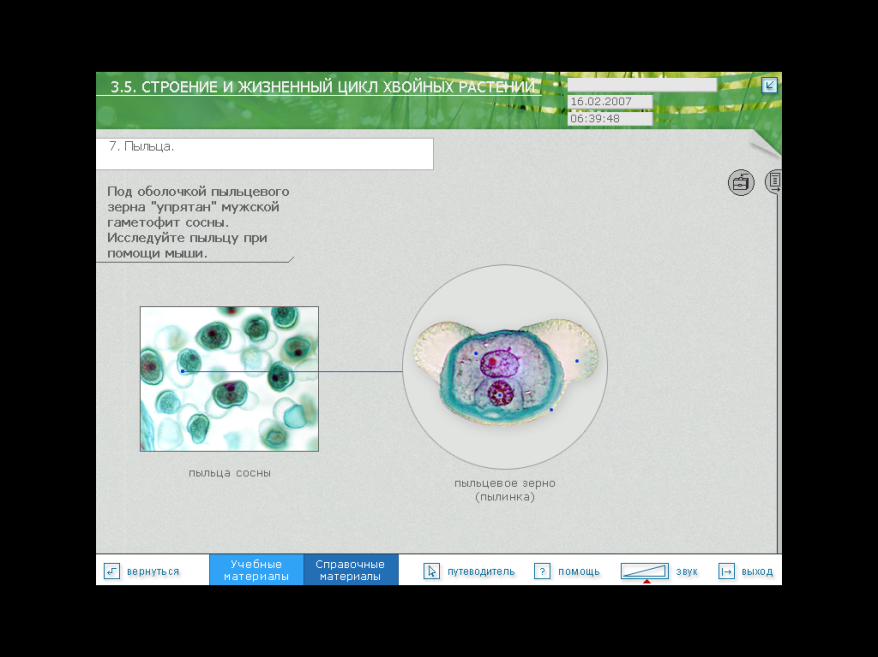 3.5. СТРОЕНИЕ И ЖИЗНЕННЫЙ ЦИКЛ ХВОЙНЫХ РАСТЕНИЙ
16.02.2007
06:39:48
7. Пыльца.
Под оболочкой пыльцевого
зерна "упрятан" мужской
гаметофит сосны.
Исследуйте пыльцу при
помощи мыши.
пыльца сосны
пыльцевое зерно
(пылинка)
вернуться
Учебные
материалы
Справочные
материалы
путеводитель
? помощь
звук
выход